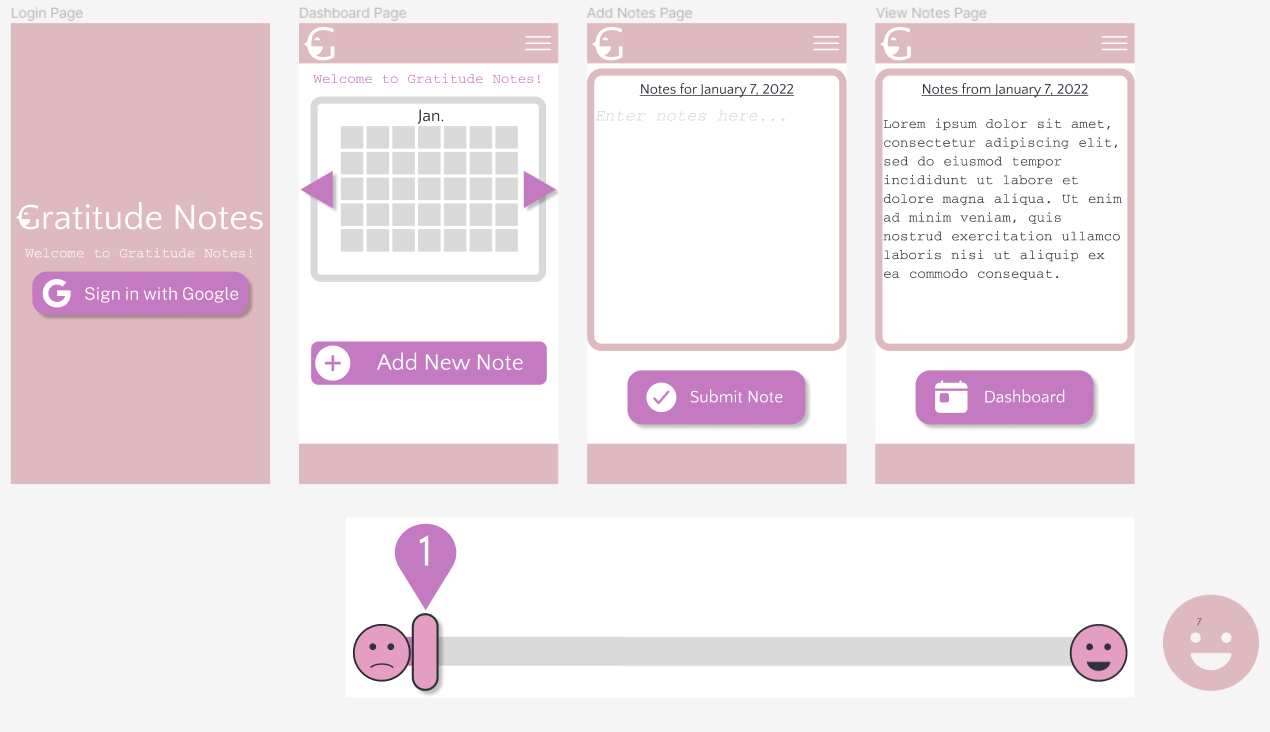 Login Page
Gratitude Notes
Welcome to Gratitude Notes!
G Sign in with Google
Dashboard Page
G
Welcome to Gratitude Notes!
Jan.
Add New Note
Add Notes Page
G
Notes for January 7, 2022
Enter notes here...
Submit Note
View Notes Page
G
Notes from January 7, 2022
Lorem ipsum dolor sit amet,
consectetur adipiscing elit,
sed do eiusmod tempor
incididunt ut labore et
dolore magna aliqua. Ut enim
ad minim veniam, quis
nostrud exercitation ullamco
laboris nisi ut aliquip ex
ea commodo consequat.
Dashboard
1
7